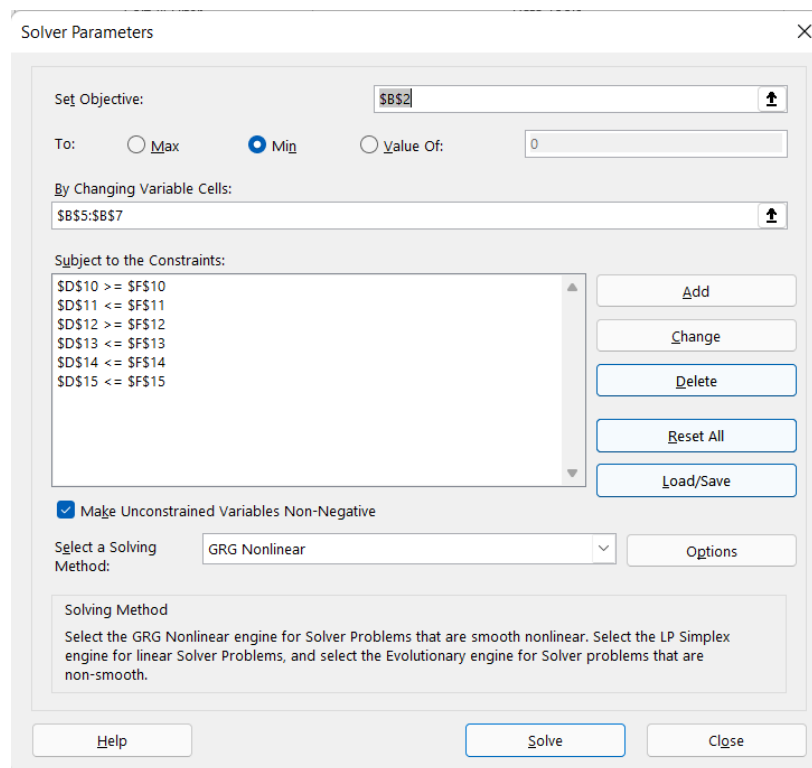 Solver Parameters
Set Objective:
$B$2
To:
Max
Min
Value Of:
0
By Changing Variable Cells:
$B$5:$B$7
Subject to the Constraints:
$D$10 >= $F$10
$D$11 <= $F$11
$D$12 >= $F$12
$D$13 <= $F$13
$D$14 <= $F$14
$D$15 <= $F$15
Add
Change
Delete
Reset All
Load/Save
Make Unconstrained Variables Non-Negative
Select a Solving
Method:
GRG Nonlinear
Options
Solving Method
Select the GRG Nonlinear engine for Solver Problems that are smooth nonlinear. Select the LP Simplex
engine for linear Solver Problems, and select the Evolutionary engine for Solver problems that are
non-smooth.
Help
Solve
Close